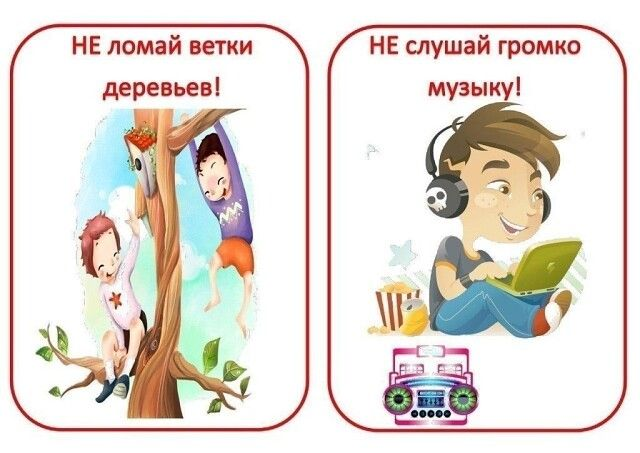 НЕ ломай ветки
деревьев!
НЕ слушай громко
музыку!